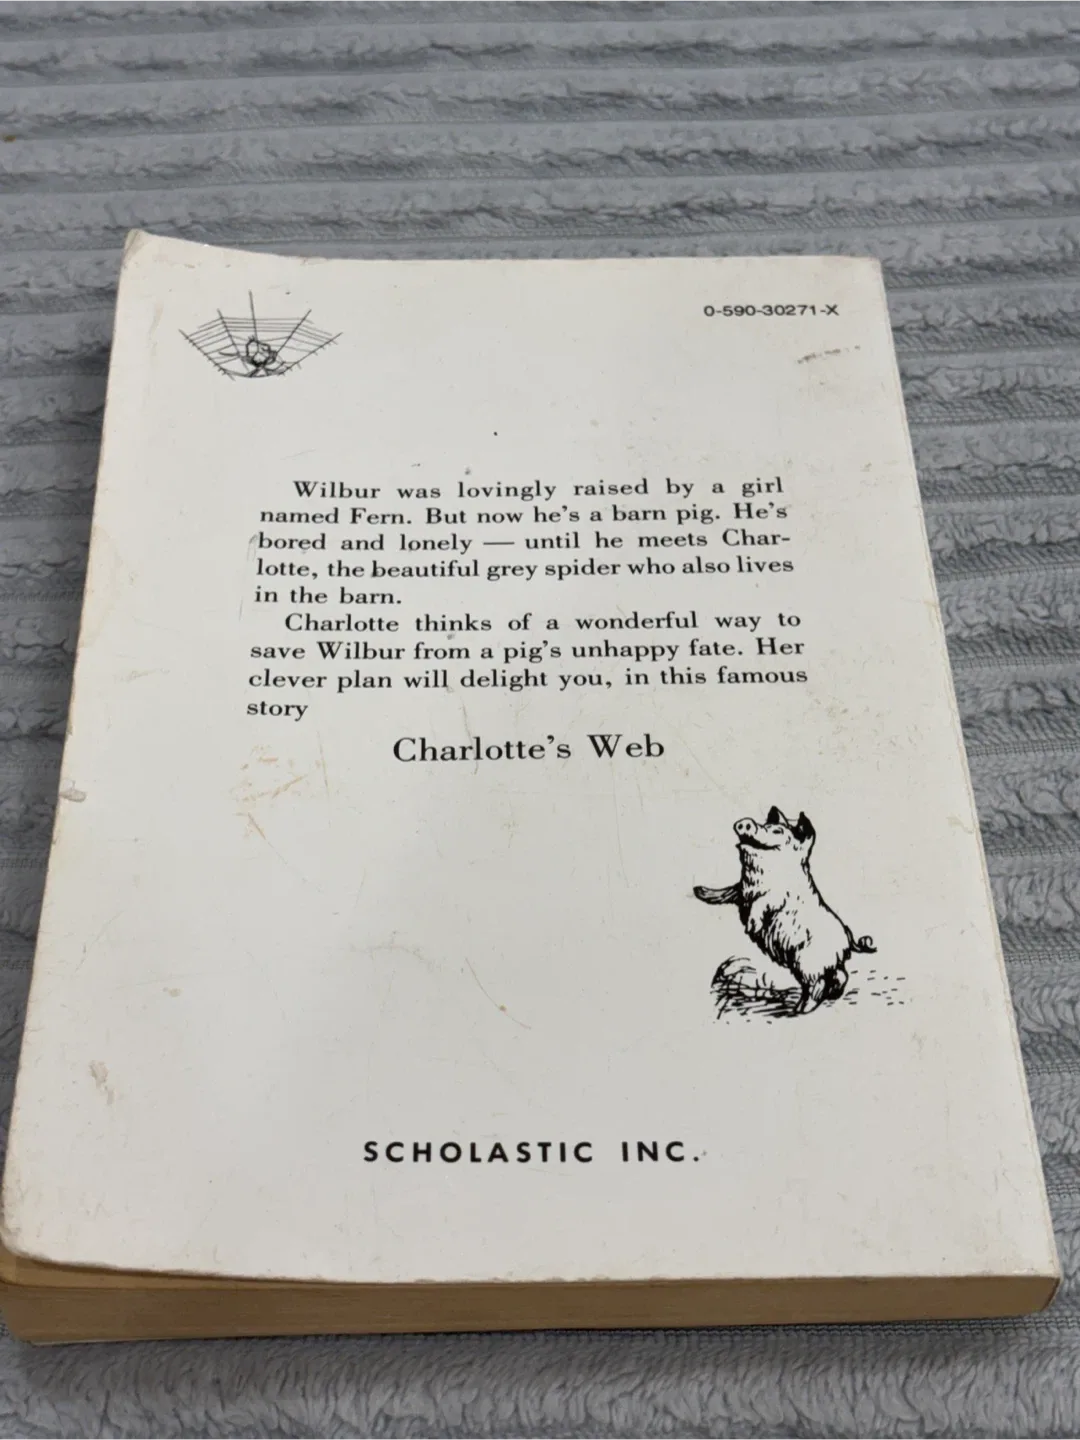 0-590-30271-X
Wilbur was lovingly raised by a girl
named Fern. But now he's a barn pig. He's
bored and lonely — until he meets Char-
lotte, the beautiful grey spider who also lives
in the barn.
Charlotte thinks of a wonderful way to
save Wilbur from a pig's unhappy fate. Her
clever plan will delight you, in this famous
story
Charlotte's Web
SCHOLASTIC INC.